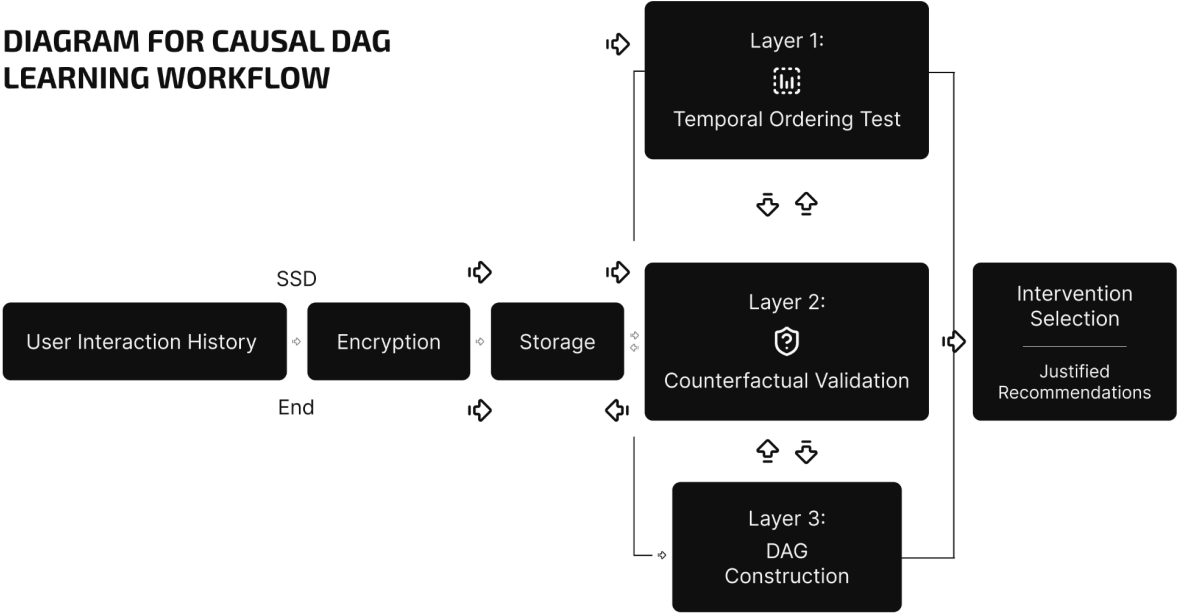 DIAGRAM FOR CAUSAL DAG
LEARNING WORKFLOW
Layer 1:
Temporal Ordering Test
SSD
User Interaction History
End
Encryption
Storage
Layer 2:
Counterfactual Validation
Intervention
Selection
Justified
Recommendations
Layer 3:
DAG
Construction